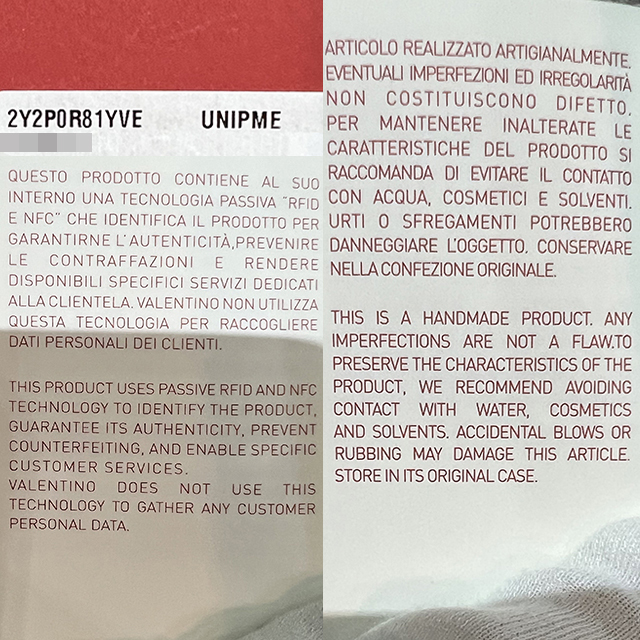 2Y2P0R81YVE UNIPME
QUESTO PRODOTTO CONTIENE AL SUO
INTERNO UNA TECNOLOGIA PASSIVA "RFID
E NFC" CHE IDENTIFICA IL PRODOTTO PER
GARANTIRNE L'AUTENTICITÀ,PREVENIRE
LE CONTRAFFAZIONI E RENDERE
DISPONIBILI SPECIFICI SERVIZI DEDICATI
ALLA CLIENTELA. VALENTINO NON UTILIZZA
QUESTA TECNOLOGIA PER RACCOGLIERE
DATI PERSONALI DEI CLIENTI.
THIS PRODUCT USES PASSIVE RFID AND NFC
TECHNOLOGY TO IDENTIFY THE PRODUCT,
GUARANTEE ITS AUTHENTICITY, PREVENT
COUNTERFEITING, AND ENABLE SPECIFIC
CUSTOMER SERVICES.
VALENTINO DOES NOT USE THIS
TECHNOLOGY TO GATHER ANY CUSTOMER
PERSONAL DATA.
ARTICOLO REALIZZATO ARTIGIANALMENTE.
EVENTUALI IMPERFEZIONI ED IRREGOLARITÀ
NON COSTITUISCONO DIFETTO.
PER MANTENERE INALTERATE LE
CARATTERISTICHE DEL PRODOTTO SI
RACCOMANDA DI EVITARE IL CONTATTO
CON ACQUA, COSMETICI E SOLVENTI.
URTI O SFREGAMENTI POTREBBERO
DANNEGGIARE L'OGGETTO. CONSERVARE
NELLA CONFEZIONE ORIGINALE.
THIS IS A HANDMADE PRODUCT. ANY
IMPERFECTIONS ARE NOT A FLAW.TO
PRESERVE THE CHARACTERISTICS OF THE
PRODUCT, WE RECOMMEND AVOIDING
CONTACT WITH WATER, COSMETICS
AND SOLVENTS. ACCIDENTAL BLOWS OR
RUBBING MAY DAMAGE THIS ARTICLE.
STORE IN ITS ORIGINAL CASE.